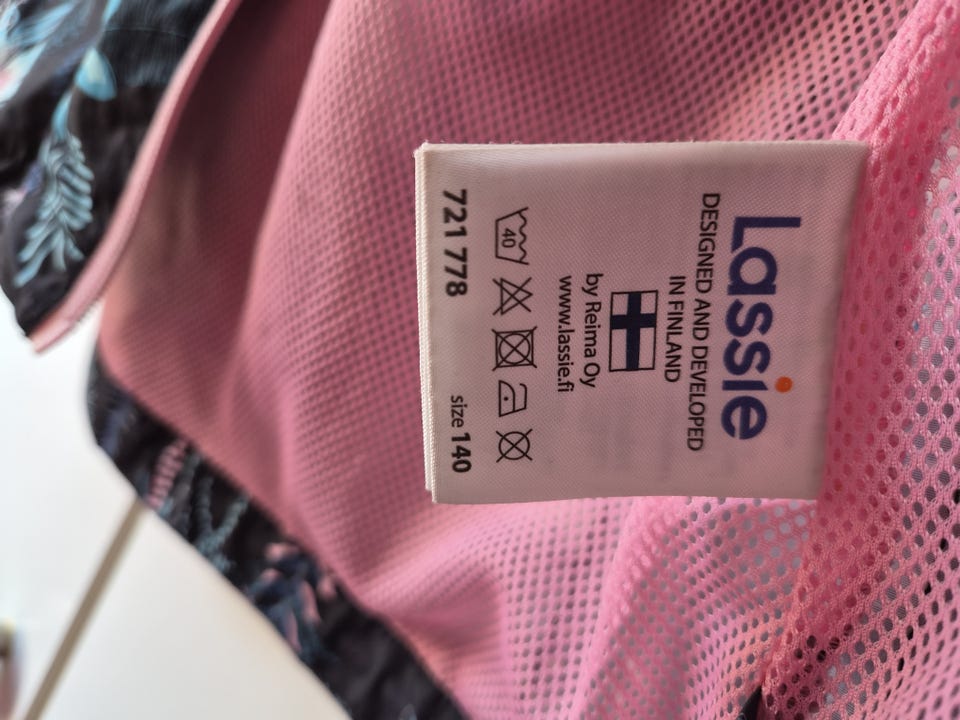 Lassie
DESIGNED AND DEVELOPED
IN FINLAND
by Reima Oy
www.lassie.fi
40
721 778 size 140